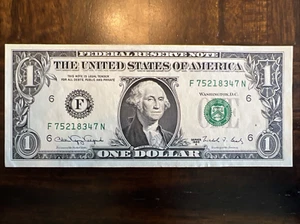 FEDERAL RESERVE NOTE
THE UNITED STATES OF AMERICA
1
1
THIS NOTE IS LEGAL TENDER
FOR ALL DEBTS, PUBLIC AND PRIVATE
F 75218347 N
6
6
WASHINGTON, D.C.
F
F 75218347 N
6
6
1
1
ONE DOLLAR